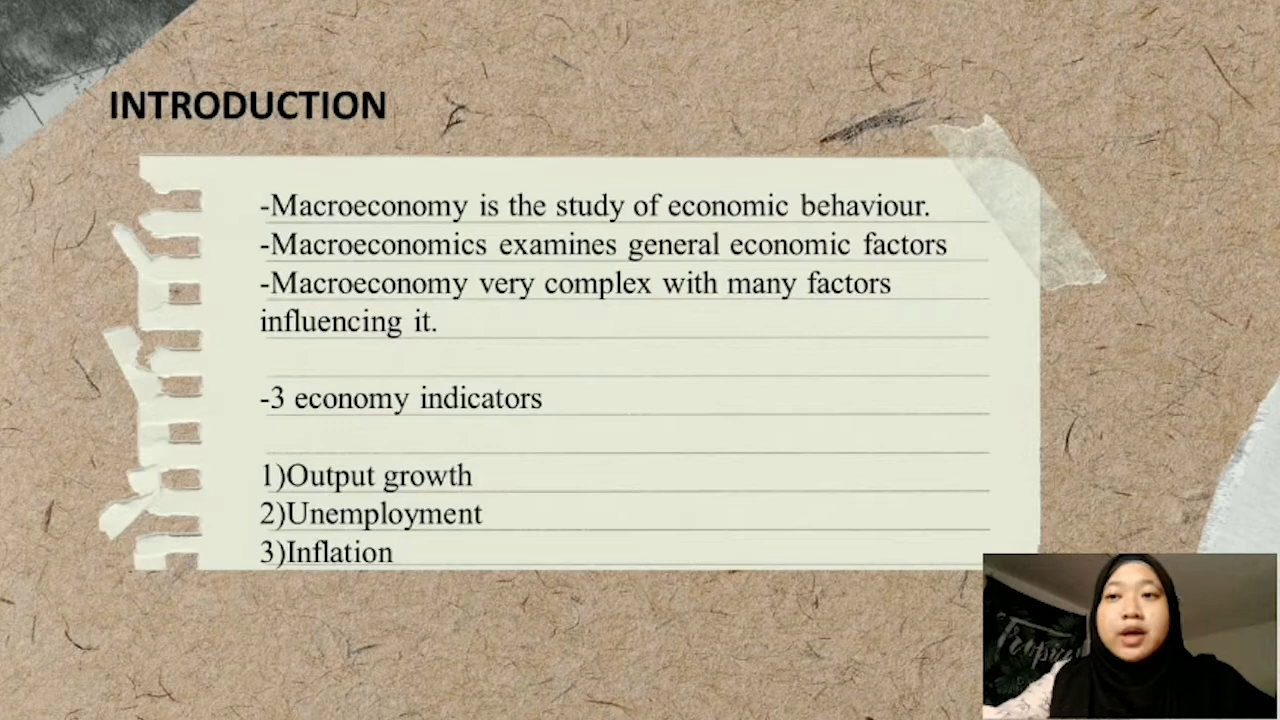 INTRODUCTION
-Macroeconomy is the study of economic behaviour.
-Macroeconomics examines general economic factors
-Macroeconomy very complex with many factors
influencing it.
-3 economy indicators
1)Output growth
2)Unemployment
3)Inflation